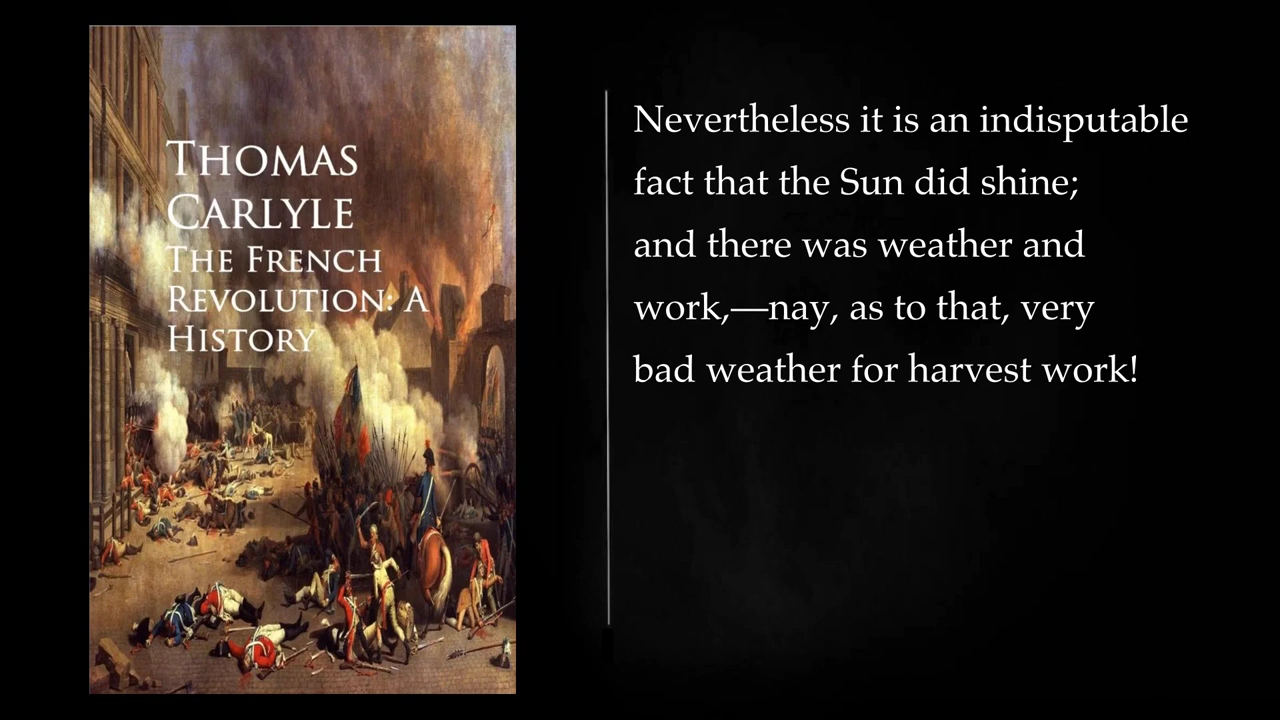 THOMAS
CARLYLE
THE FRENCH
REVOLUTION: A
HISTORY
Nevertheless it is an indisputable
fact that the Sun did shine;
and there was weather and
work,—nay, as to that, very
bad weather for harvest work!